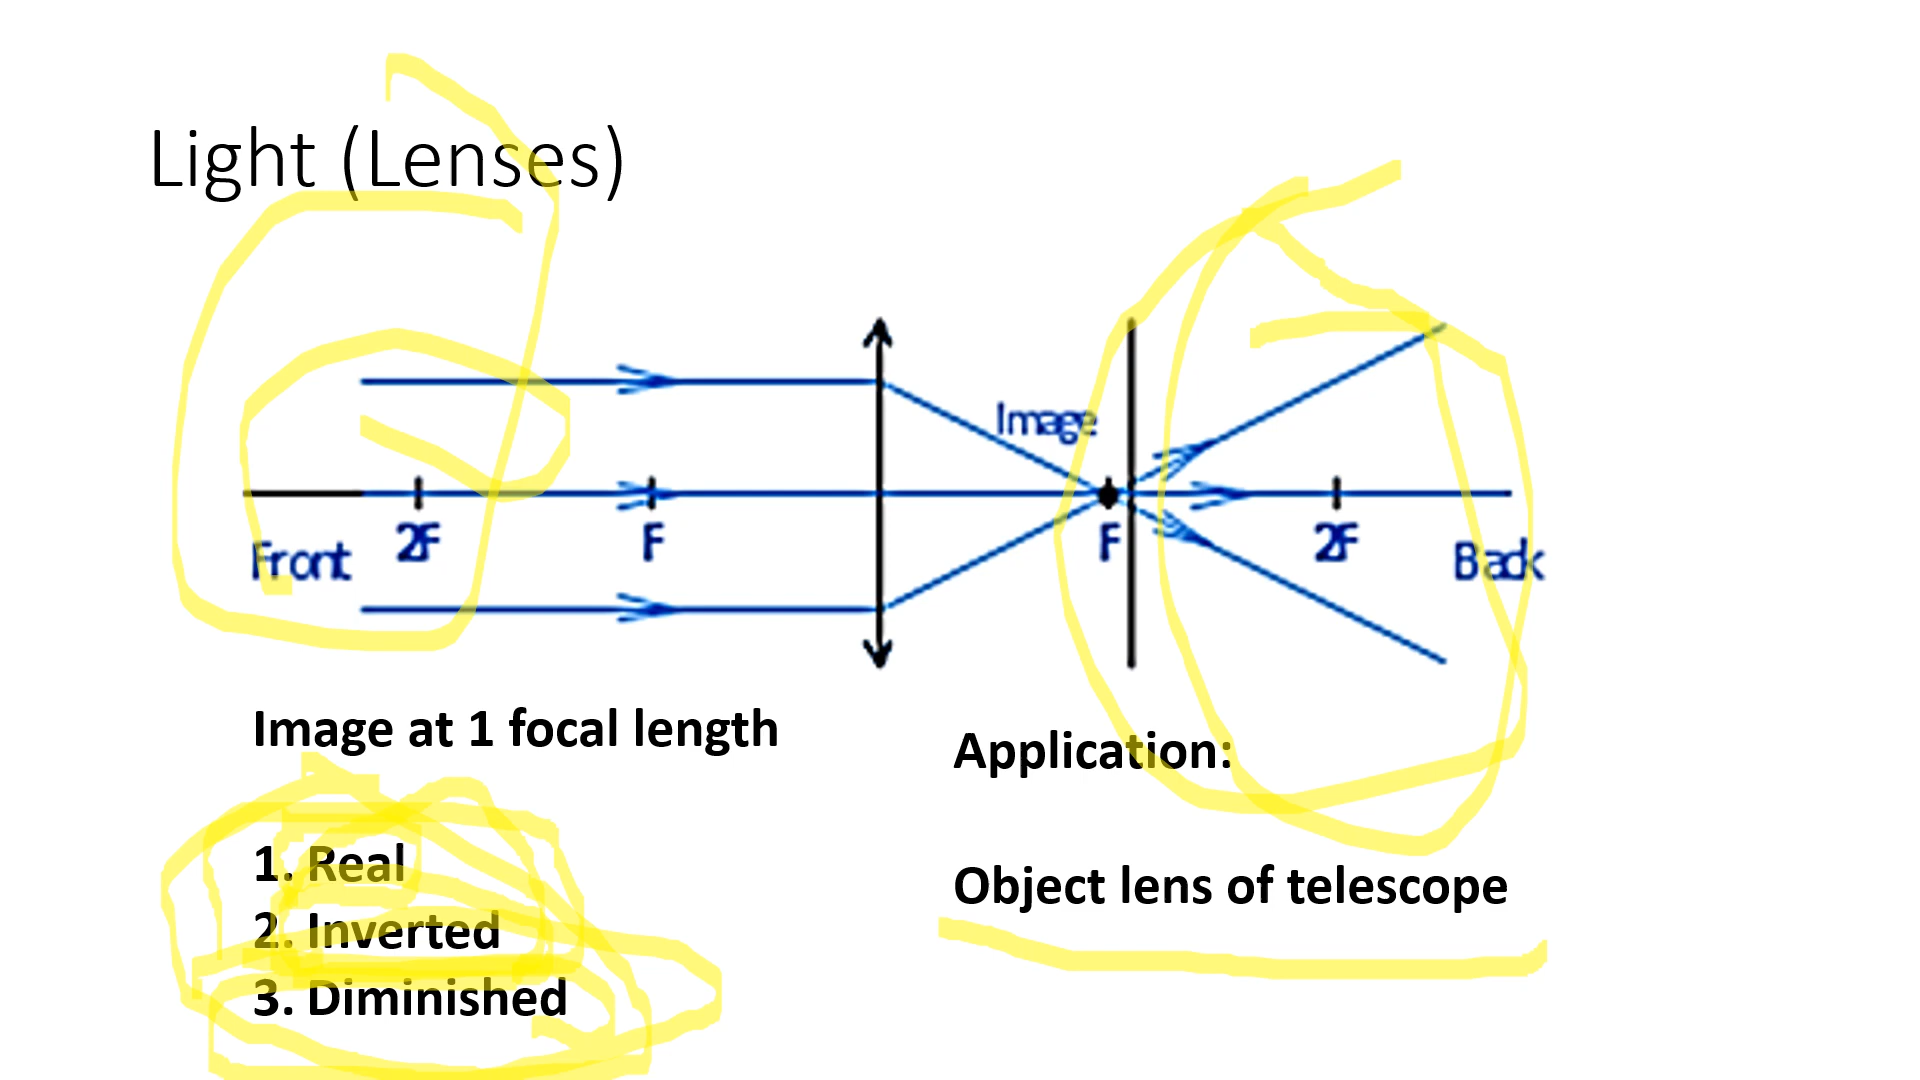 Light (Lenses)
Image
2F
F
F
2F
Front
Back
Image at 1 focal length
Application:
1. Real
2. Inverted
3. Diminished
Object lens of telescope